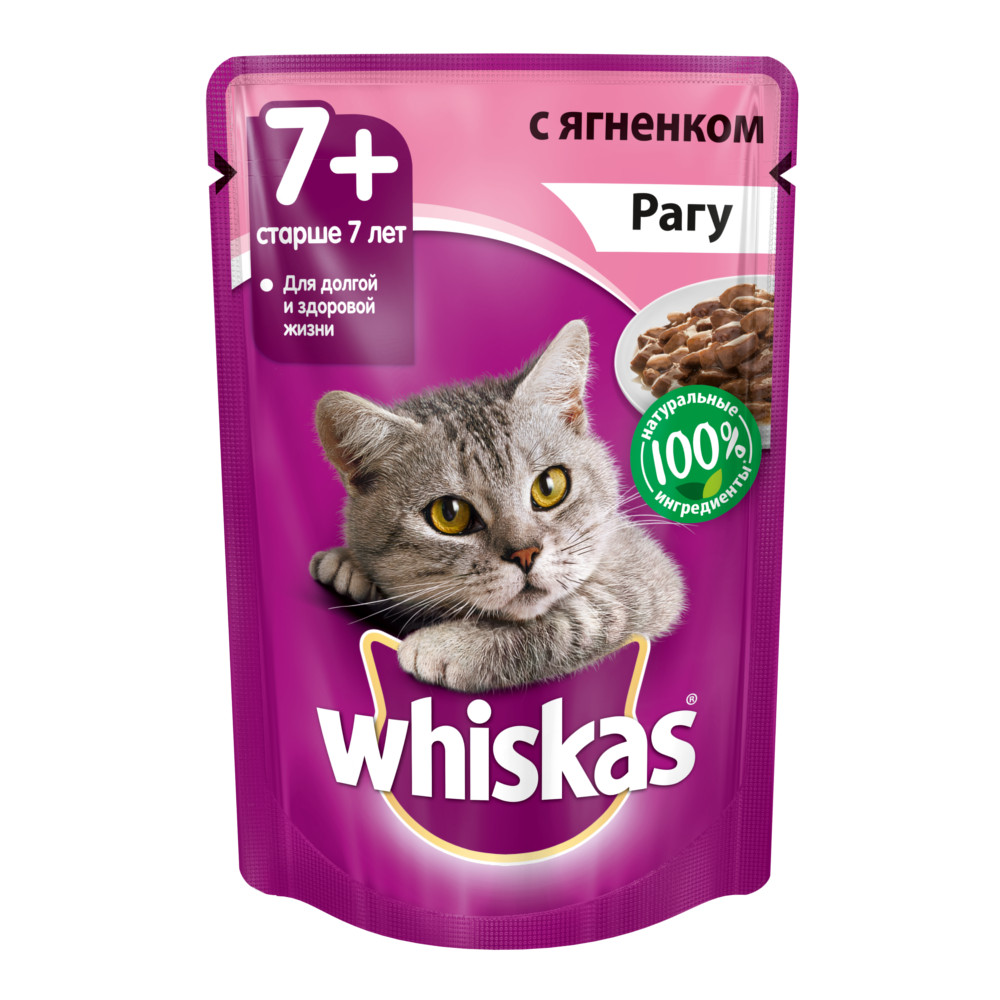 7+
старше 7 лет
Для долгой
и здоровой
жизни
с ягненком
Рагу
натуральные
100%
ингредиенты
whiskas®